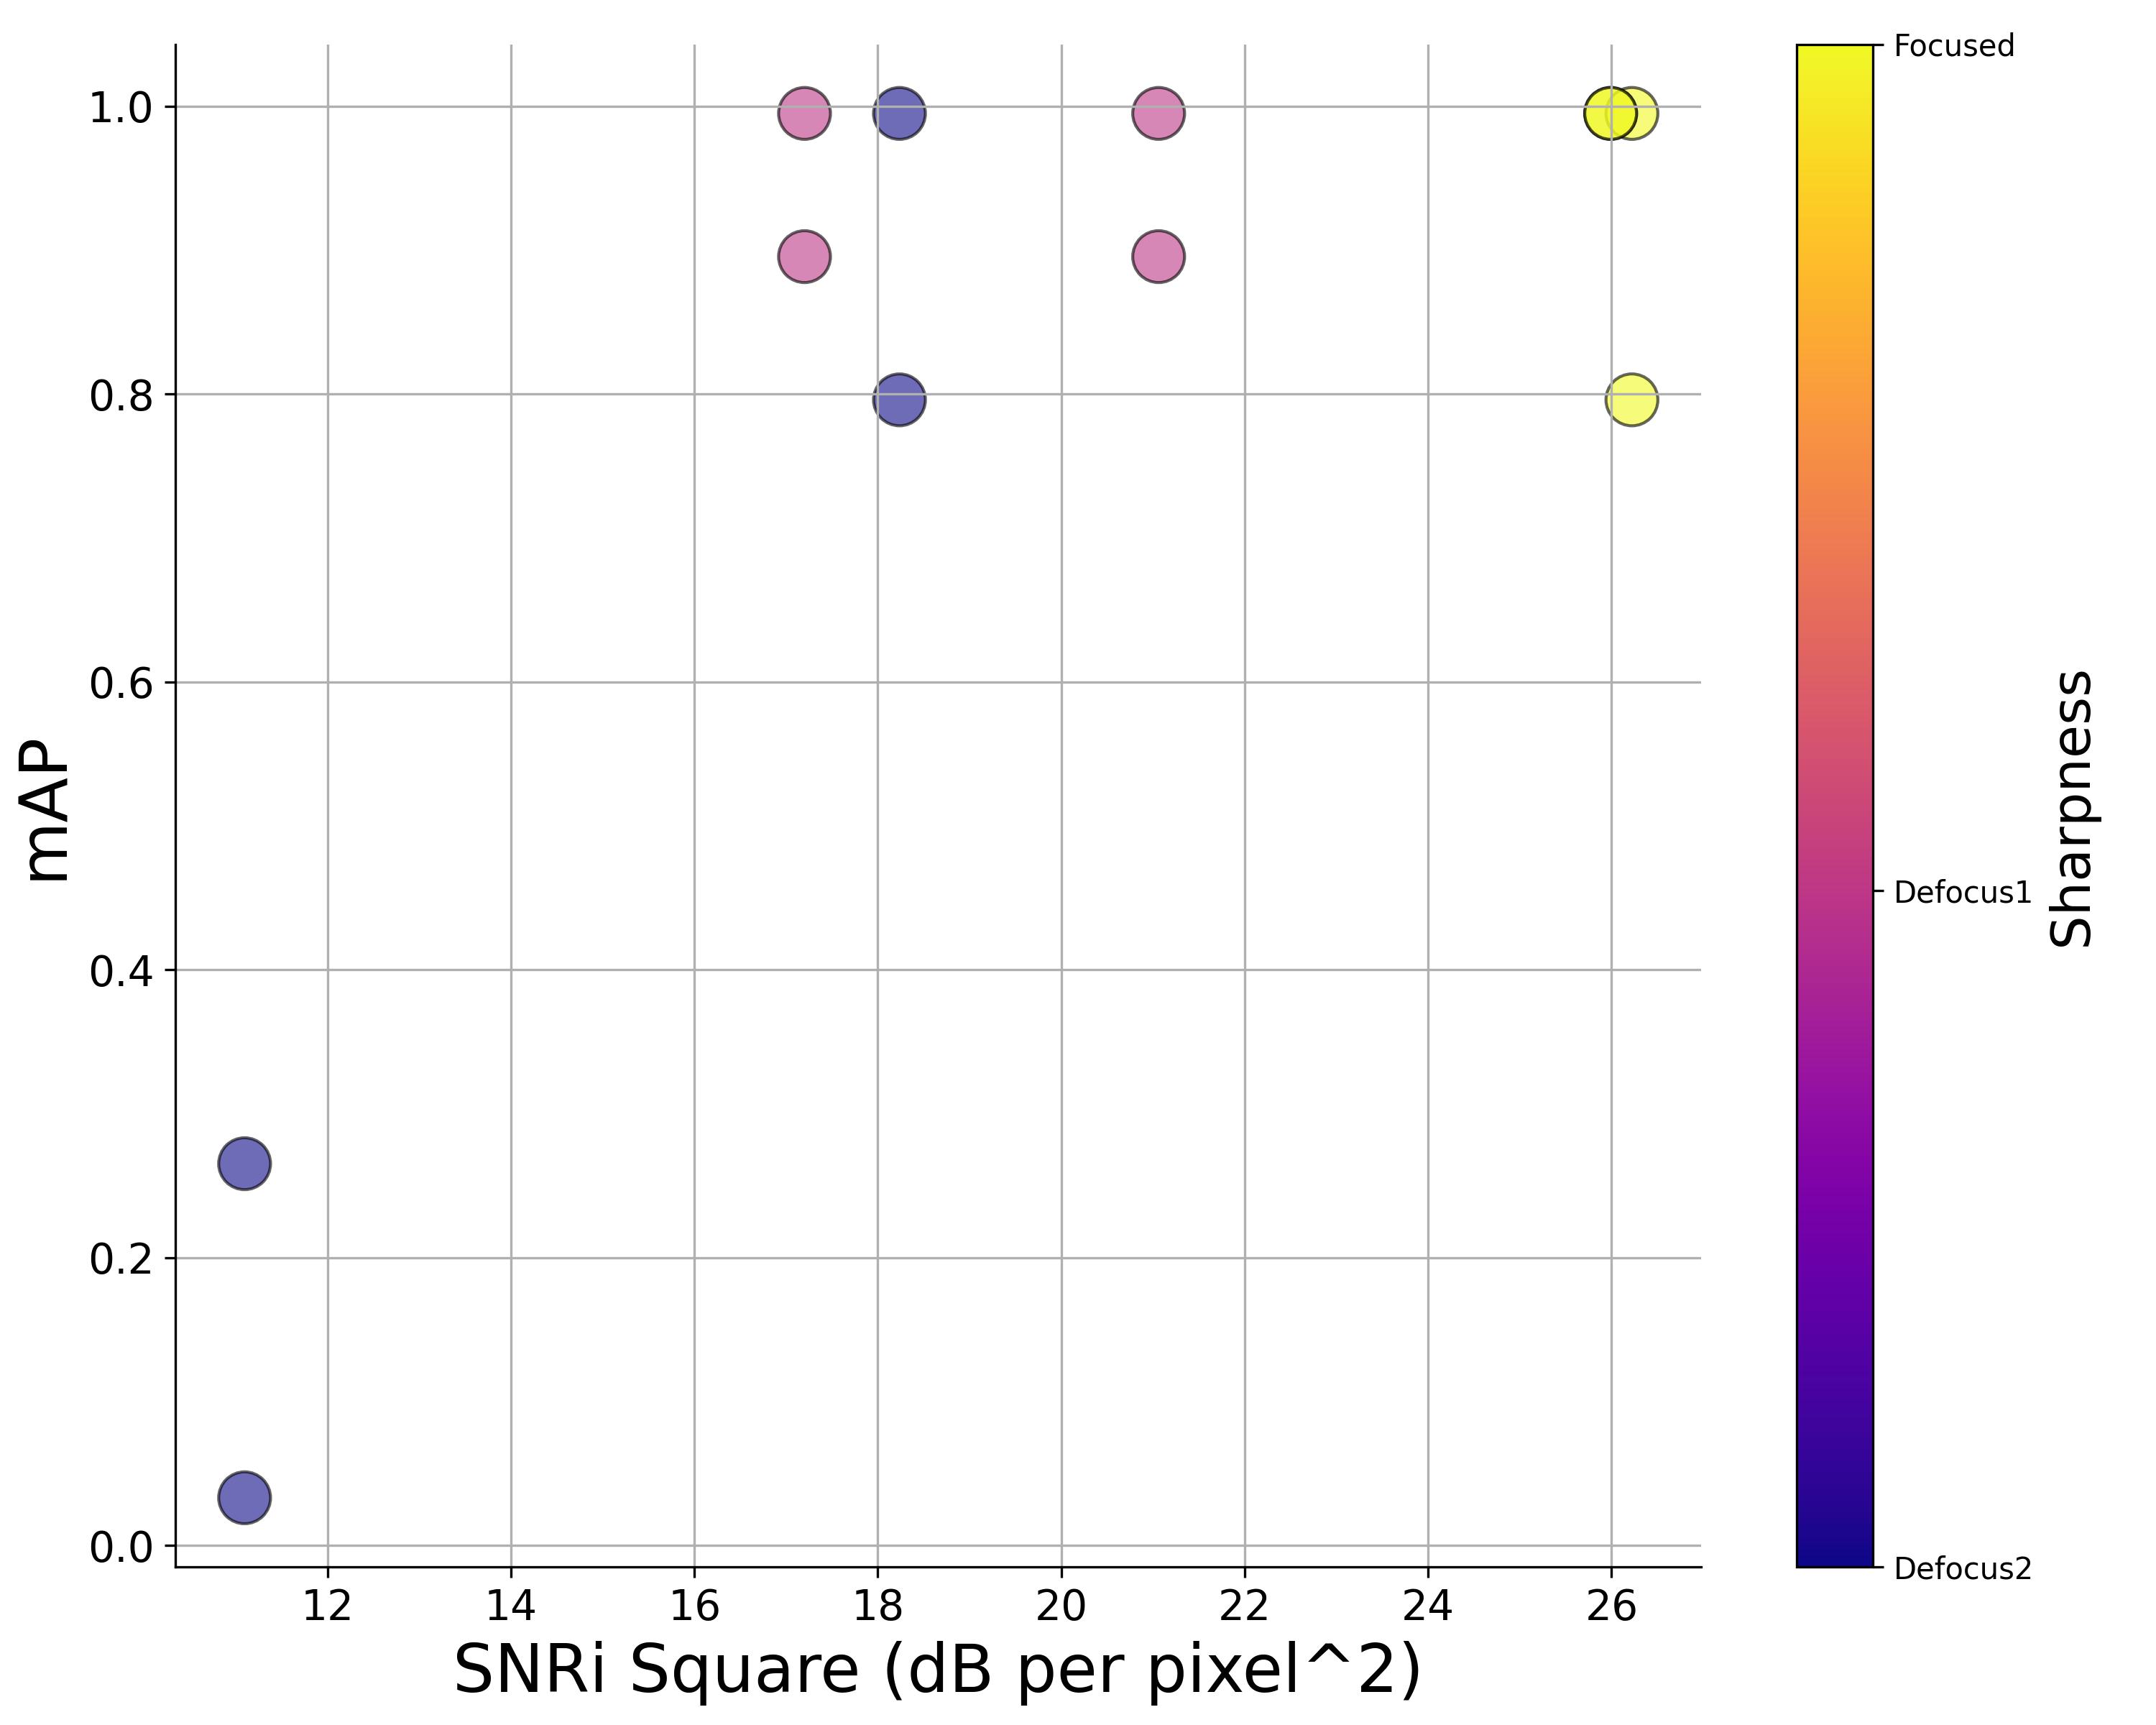 1.0
0.8
0.6
0.4
0.2
0.0
mAP
12 14 16 18 20 22 24 26
SNRi Square (dB per pixel^2)
Focused
Defocus1
Defocus2
Sharpness